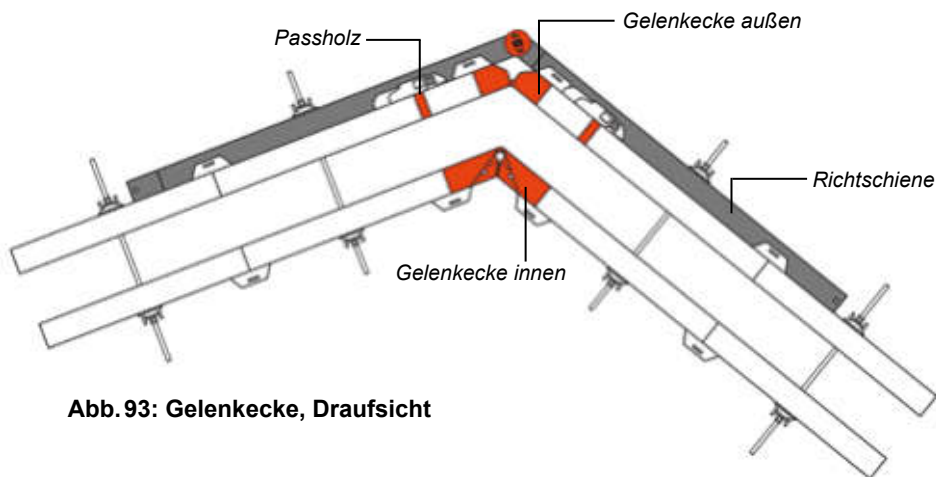 Gelenkecke außen
Passholz
Richtschiene
Gelenkecke innen
Abb. 93: Gelenkecke, Draufsicht